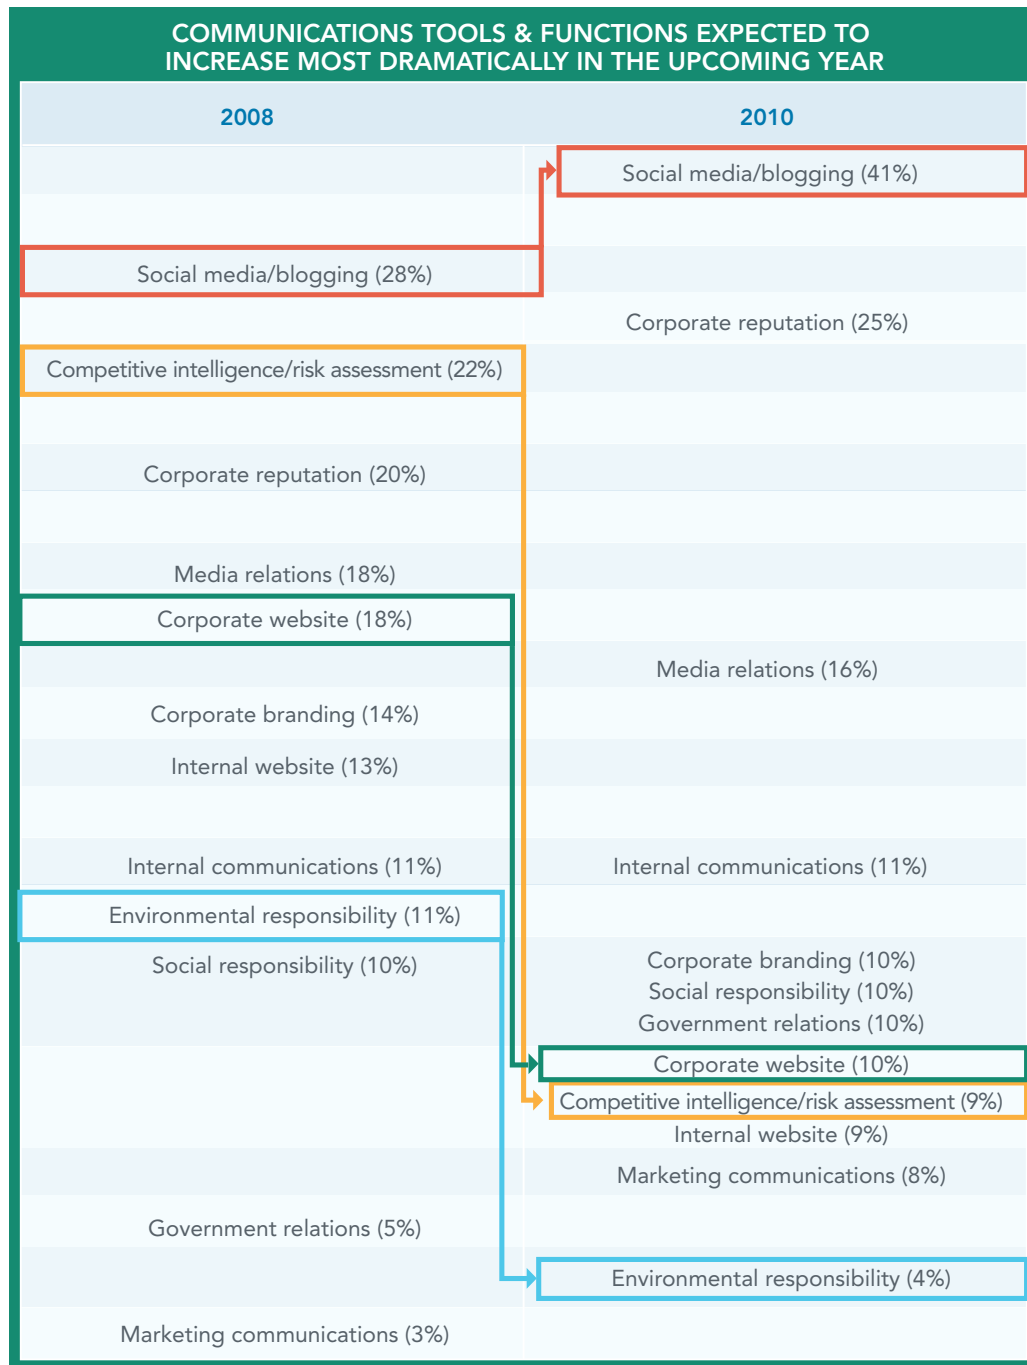 COMMUNICATIONS TOOLS & FUNCTIONS EXPECTED TO
INCREASE MOST DRAMATICALLY IN THE UPCOMING YEAR
2008
2010
Social media/blogging (41%)
Social media/blogging (28%)
Corporate reputation (25%)
Competitive intelligence/risk assessment (22%)
Corporate reputation (20%)
Media relations (18%)
Corporate website (18%)
Media relations (16%)
Corporate branding (14%)
Internal website (13%)
Internal communications (11%)
Internal communications (11%)
Environmental responsibility (11%)
Social responsibility (10%)
Corporate branding (10%)
Social responsibility (10%)
Government relations (10%)
Corporate website (10%)
Competitive intelligence/risk assessment (9%)
Internal website (9%)
Marketing communications (8%)
Government relations (5%)
Environmental responsibility (4%)
Marketing communications (3%)